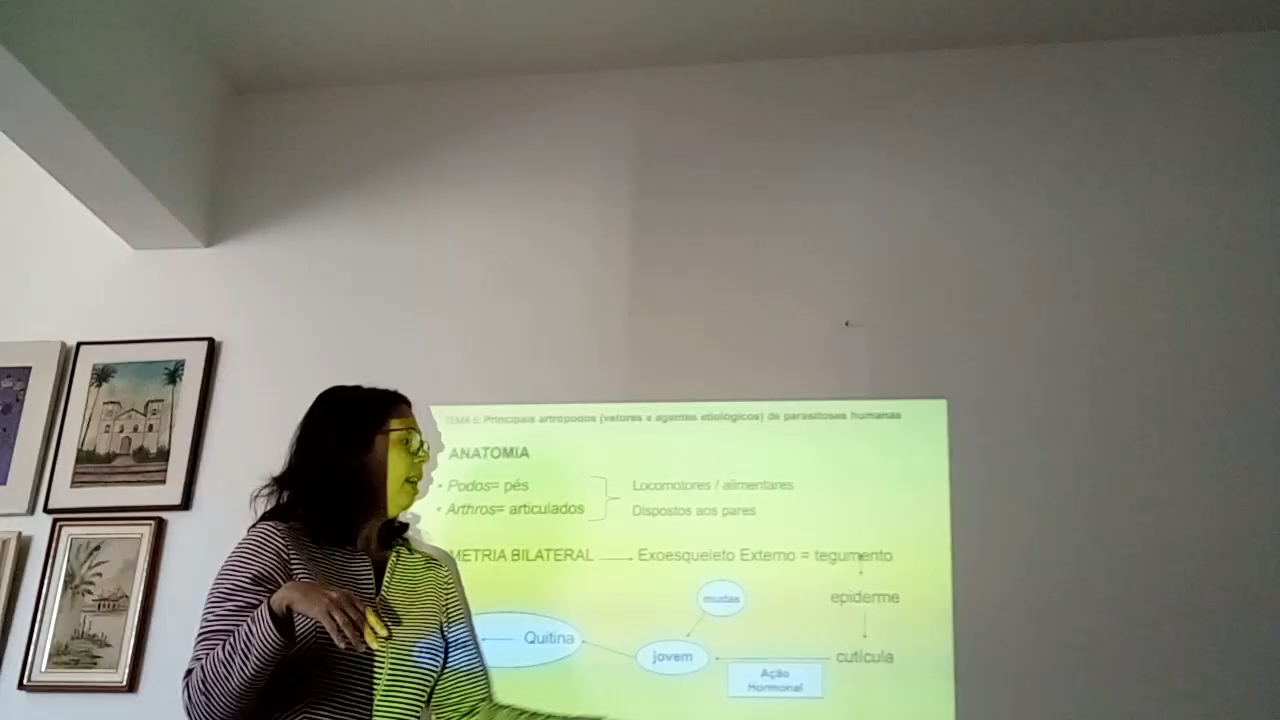 TEMA 6: Principais artrópodos (vetores e agentes etiológicos) de parasitoses humanas
ANATOMIA
• Podos= pés
• Arthros= articulados
Locomotores / alimentares
Dispostos aos pares
METRIA BILATERAL
Exoesqueleto Externo = tegumento
mudas
epiderme
Quitina
jovem
cutícula
Ação
Hormonal